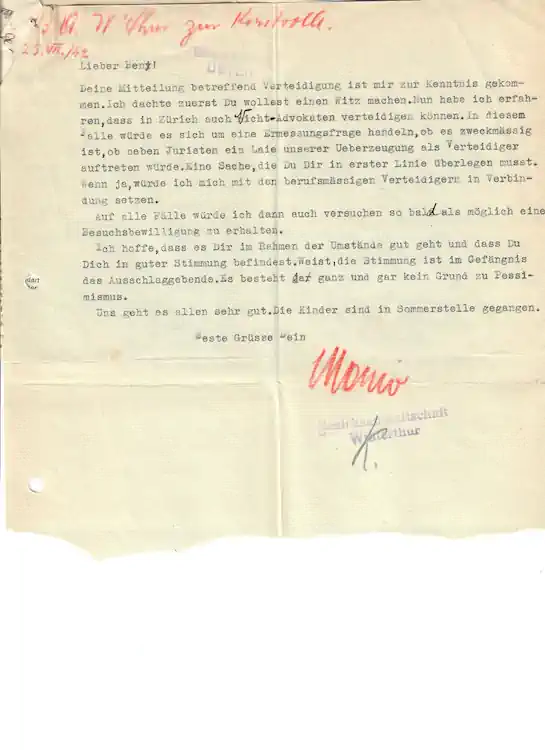 zur Kontrolle.
23.VII./42
Lieber Benj!
Deine Mitteilung betreffend Verteidigung ist mir zur Kenntnis gekom-
men.Ich dachte zuerst Du wollest einen Witz machen.Nun habe ich erfah-
ren,dass in Zürich auch Nicht-Advokaten verteidigen können.In diesem
Falle würde es sich um eine Ermessungsfrage handeln,ob es zweckmässig
ist,ob neben Juristen ein Laie unserer Ueberzeugung als Verteidiger
auftreten würde.Eine Sache,die Du Dir in erster Linie überlegen musst.
Wenn ja,würde ich mich mit den berufsmässigen Verteidigern in Verbin-
dung setzen.
Auf alle Fälle würde ich dann auch versuchen so bald als möglich eine
Besuchsbewilligung zu erhalten.
Ich hoffe,dass es Dir im Rahmen der Umstände gut geht und dass Du
Dich in guter Stimmung befindest.Weist,die Stimmung ist im Gefängnis
das Ausschlaggebende.Es besteht gar ganz und gar kein Grund zu Pessi-
mismus.
Uns geht es allen sehr gut.Die Kinder sind in Sommerstelle gegangen.
Beste Grüsse Dein
Bezirksanwaltschaft
Winterthur
K.